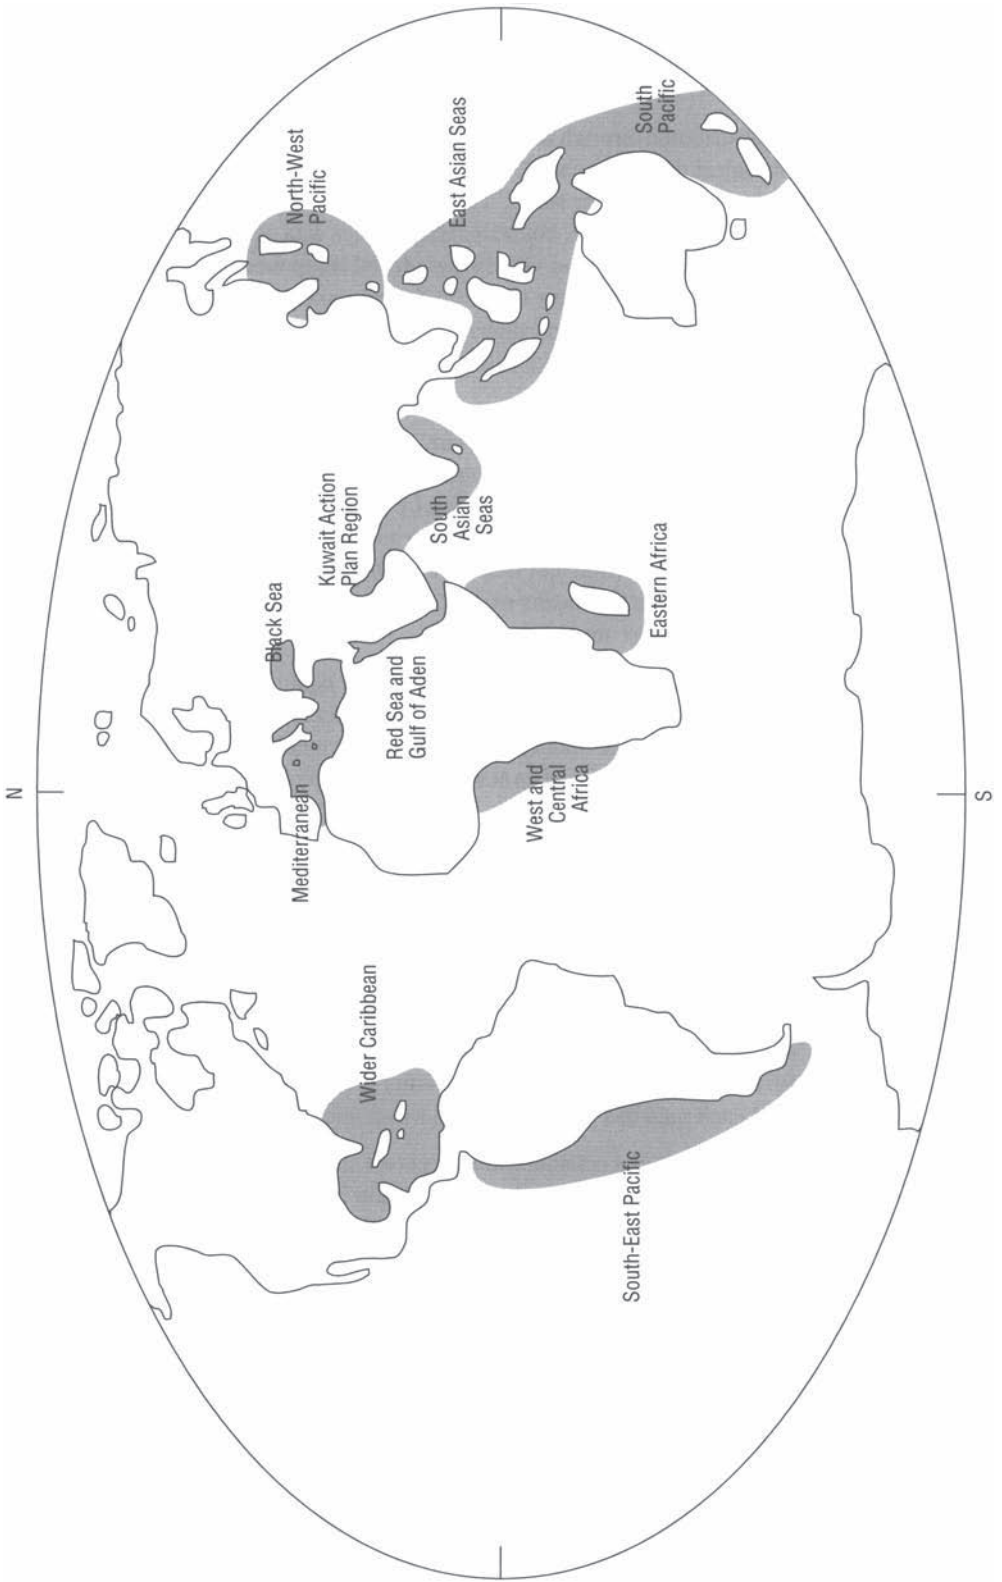 N
North-West
Pacific
East Asian Seas
South
Pacific
Kuwait Action
Plan Region
South
Asian
Seas
Black Sea
Mediterranean
Red Sea and
Gulf of Aden
Eastern Africa
West and
Central
Africa
Wider Caribbean
South-East Pacific
S